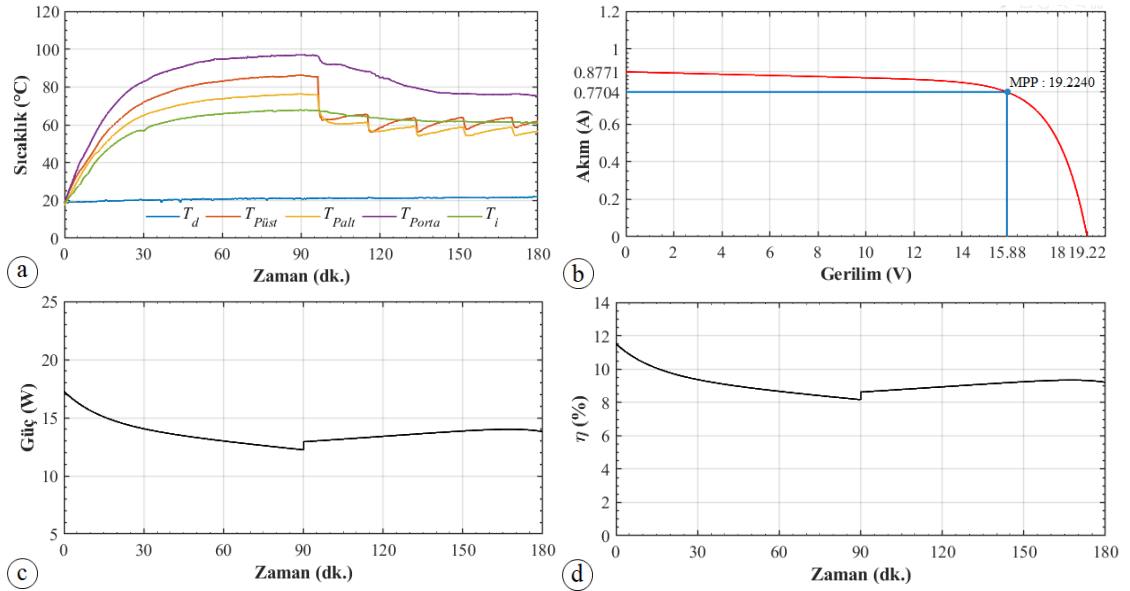 120
100
80
60
40
20
0
Sıcaklık (°C)
T_d T_Püst T_Palt T_Porta T_i
0 30 60 90 120 150 180
Zaman (dk.)
a
1.2
1
0.8771
0.7704
0.6
0.4
0.2
0
Akım (A)
MPP : 19.2240
0 2 4 6 8 10 12 14 15.88 18 19.22
Gerilim (V)
b
25
20
15
10
5
Güç (W)
0 30 60 90 120 150 180
Zaman (dk.)
c
14
12
10
8
6
4
2
0
η (%)
0 30 60 90 120 150 180
Zaman (dk.)
d